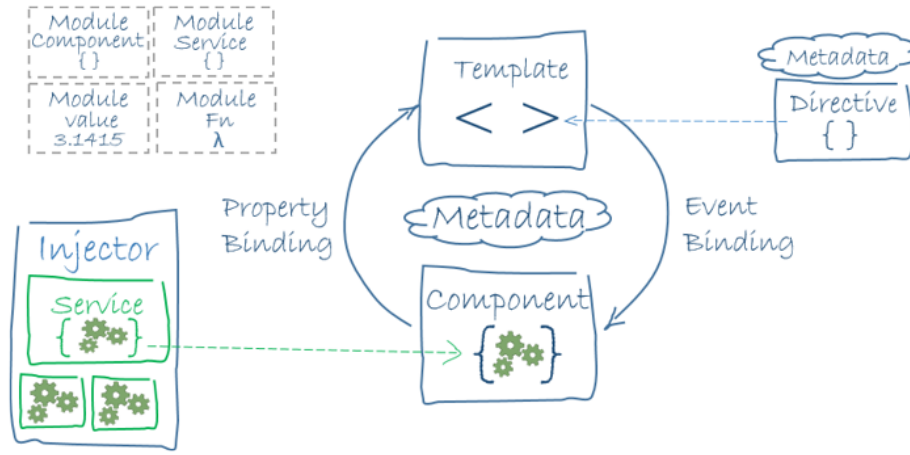 Module
Component
{ }
Module
Service
{ }
Module
value
3.1415
Module
Fn
λ
Template
< >
Metadata
Directive
{ }
Property
Binding
Metadata
Event
Binding
Injector
Service
{ }
Component
{ }